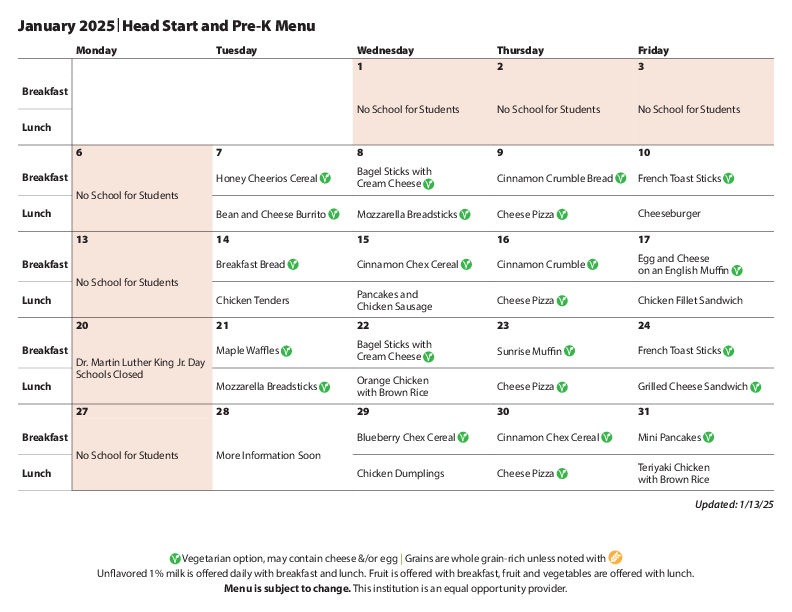 January 2025 | Head Start and Pre-K Menu
Monday Tuesday Wednesday Thursday Friday
1 2 3
Breakfast
No School for Students No School for Students No School for Students
Lunch
6 7 8 9 10
Breakfast Honey Cheerios Cereal V Bagel Sticks with
Cream Cheese V Cinnamon Crumble Bread V French Toast Sticks V
No School for Students
Lunch Bean and Cheese Burrito V Mozzarella Breadsticks V Cheese Pizza V Cheeseburger
13 14 15 16 17
Breakfast Breakfast Bread V Cinnamon Chex Cereal V Cinnamon Crumble V Egg and Cheese
on an English Muffin V
No School for Students
Lunch Chicken Tenders Pancakes and
Chicken Sausage Cheese Pizza V Chicken Fillet Sandwich
20 21 22 23 24
Breakfast Maple Waffles V Bagel Sticks with
Cream Cheese V Sunrise Muffin V French Toast Sticks V
Dr. Martin Luther King Jr. Day
Schools Closed
Lunch Mozzarella Breadsticks V Orange Chicken
with Brown Rice Cheese Pizza V Grilled Cheese Sandwich V
27 28 29 30 31
Breakfast Blueberry Chex Cereal V Cinnamon Chex Cereal V Mini Pancakes V
No School for Students More Information Soon
Lunch Chicken Dumplings Cheese Pizza V Teriyaki Chicken
with Brown Rice
Updated: 1/13/25
V Vegetarian option, may contain cheese &/or egg | Grains are whole grain-rich unless noted with
Unflavored 1% milk is offered daily with breakfast and lunch. Fruit is offered with breakfast, fruit and vegetables are offered with lunch.
Menu is subject to change. This institution is an equal opportunity provider.